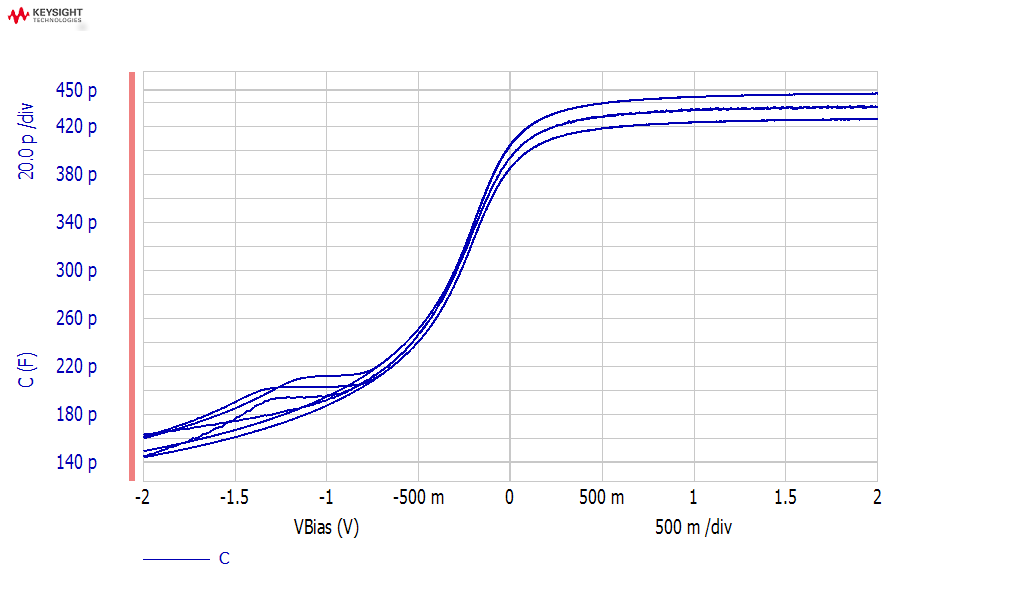 KEYSIGHT
TECHNOLOGIES
20.0 p /div
C (F)
450 p
420 p
380 p
340 p
300 p
260 p
220 p
180 p
140 p
-2 -1.5 -1 -500 m 0 500 m 1 1.5 2
VBias (V) 500 m /div
C